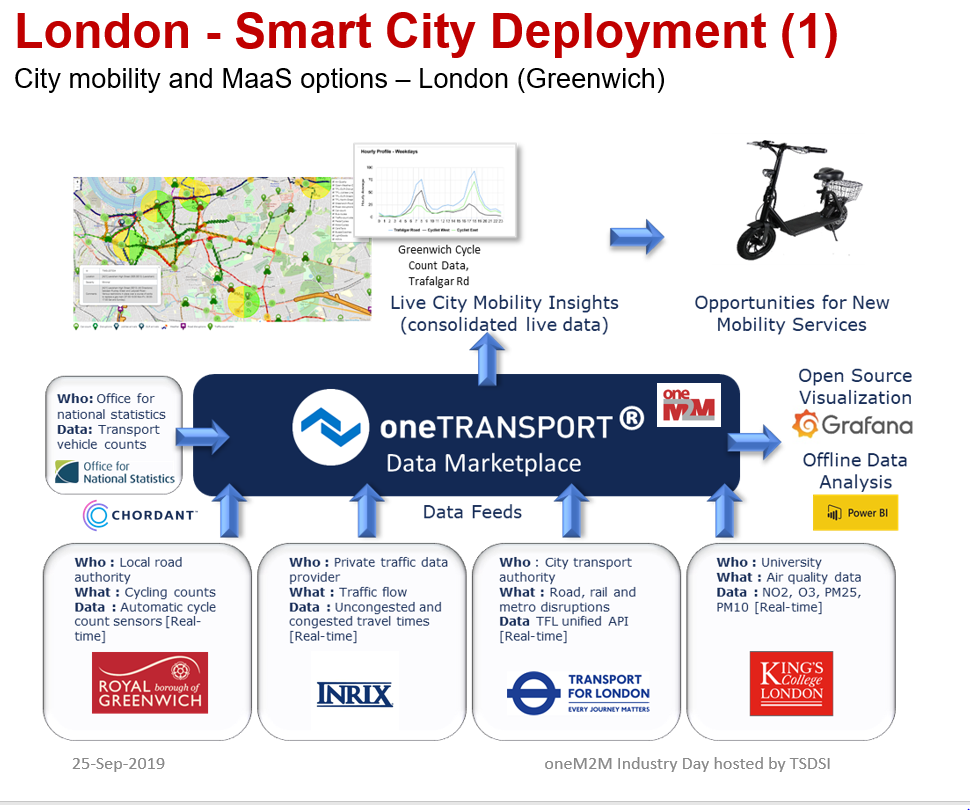 London - Smart City Deployment (1)
City mobility and MaaS options – London (Greenwich)
Hourly Profile - Weekdays
Greenwich Cycle
Count Data,
Trafalgar Rd
Live City Mobility Insights
(consolidated live data)
Opportunities for New
Mobility Services
Who: Office for
national statistics
Data: Transport
vehicle counts
Office for
National Statistics
CHORDANT™
oneTRANSPORT®
Data Marketplace
one
M2M
Open Source
Visualization
Grafana
Offline Data
Analysis
Power BI
Data Feeds
Who : Local road
authority
What : Cycling counts
Data : Automatic cycle
count sensors [Real-
time]
ROYAL borough of
GREENWICH
Who : Private traffic data
provider
What : Traffic flow
Data : Uncongested and
congested travel times
[Real-time]
INRIX
Who : City transport
authority
What : Road, rail and
metro disruptions
Data TFL unified API
[Real-time]
TRANSPORT
FOR LONDON
EVERY JOURNEY MATTERS
Who : University
What : Air quality data
Data : NO2, O3, PM25,
PM10 [Real-time]
KING'S
College
LONDON
25-Sep-2019
oneM2M Industry Day hosted by TSDSI